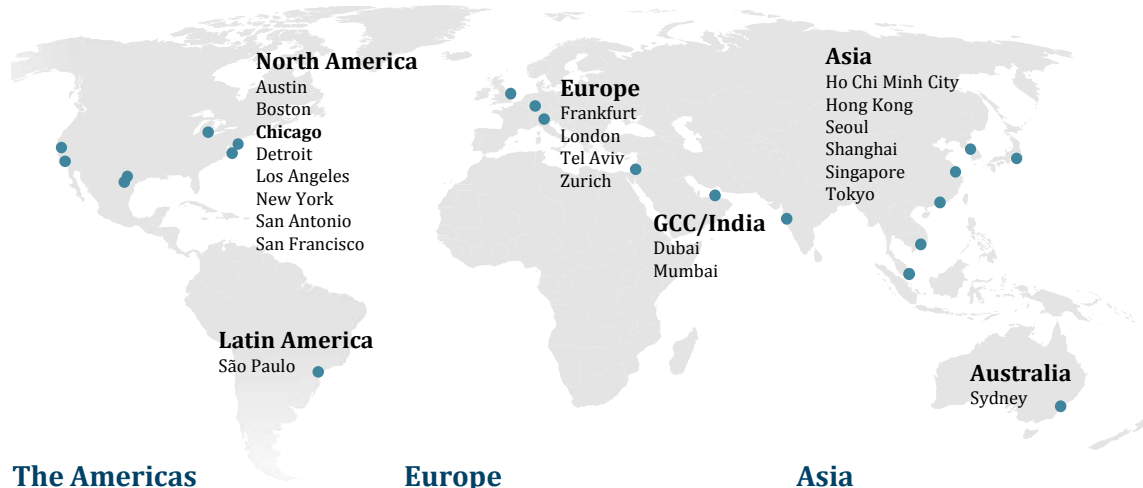 North America
Austin
Boston
Chicago
Detroit
Los Angeles
New York
San Antonio
San Francisco
Latin America
São Paulo
Europe
Frankfurt
London
Tel Aviv
Zurich
GCC/India
Dubai
Mumbai
Asia
Ho Chi Minh City
Hong Kong
Seoul
Shanghai
Singapore
Tokyo
Australia
Sydney
The Americas
Europe
Asia